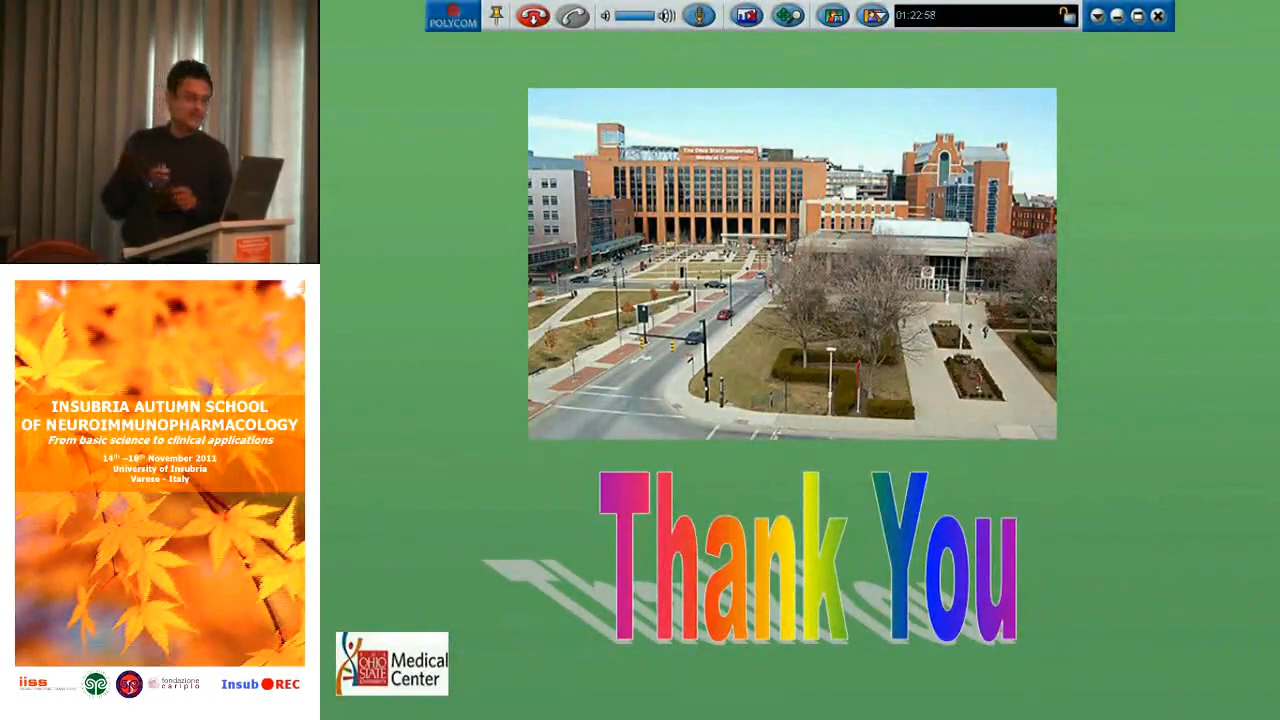 POLYCOM
01:22:58
The Ohio State University
Medical Center
INSUBRIA AUTUMN SCHOOL
OF NEUROIMMUNOPHARMACOLOGY
From basic science to clinical applications
14th –18th November 2011
University of Insubria
Varese - Italy
Thank You
iiss
fondazione
cariplo
Insub REC
OHIO
STATE
Medical
Center